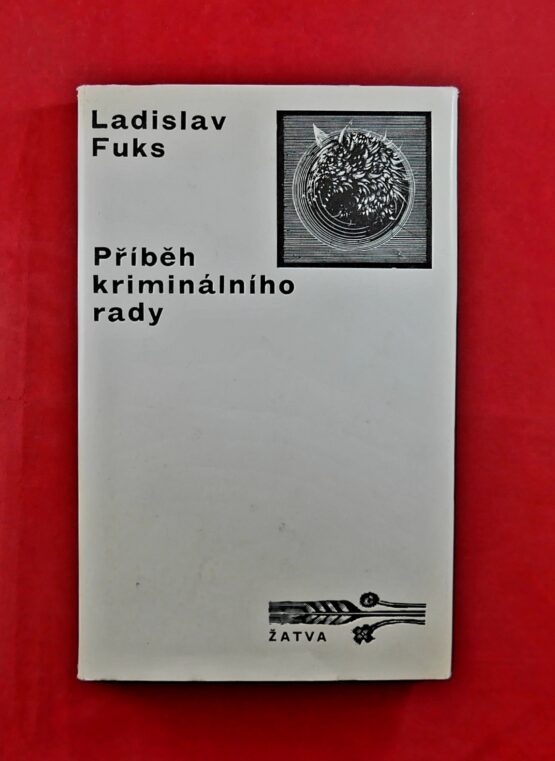 Ladislav
Fuks
Příběh
kriminálního
rady
ŽATVA